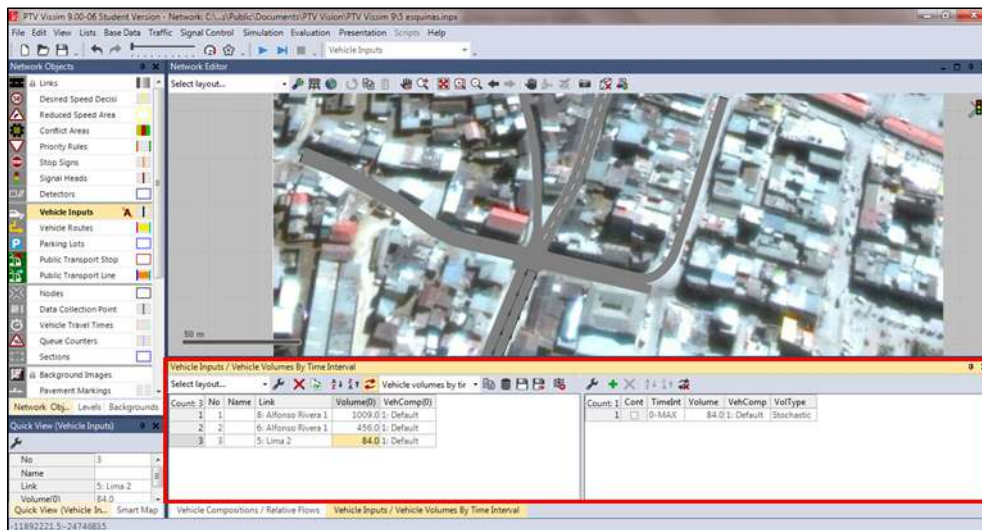 PTV Vissim 9.00-06 Student Version - Network: C:\...s\Public\Documents\PTV Vision\PTV Vissim 9\5 esquinas.inpx
File Edit View Lists Base Data Traffic Signal Control Simulation Evaluation Presentation Scripts Help
Vehicle Inputs
Network Objects
Network Editor
Select layout...
Links
Desired Speed Decisi
Reduced Speed Area
Conflict Areas
Priority Rules
Stop Signs
Signal Heads
Detectors
Vehicle Inputs
Vehicle Routes
Parking Lots
Public Transport Stop
Public Transport Line
Nodes
Data Collection Point
Vehicle Travel Times
Queue Counters
Sections
Background Images
Pavement Markings
50 m
Network Obj... Levels Backgrounds
Quick View (Vehicle Inputs)
No 3
Name
Link 5: Lima 2
Volume(0) 84.0
Quick View (Vehicle In... Smart Map
Vehicle Inputs / Vehicle Volumes By Time Interval
Select layout... Vehicle volumes by tir
Count: 3 No Name Link Volume(0) VehComp(0)
1 1 8: Alfonso Rivera 1 1009.0 1: Default
2 2 6: Alfonso Rivera 1 456.0 1: Default
3 3 5: Lima 2 84.0 1: Default
Count: 1 Cont TimeInt Volume VehComp VolType
1 0-MAX 84.0 1: Default Stochastic
Vehicle Compositions / Relative Flows Vehicle Inputs / Vehicle Volumes By Time Interval